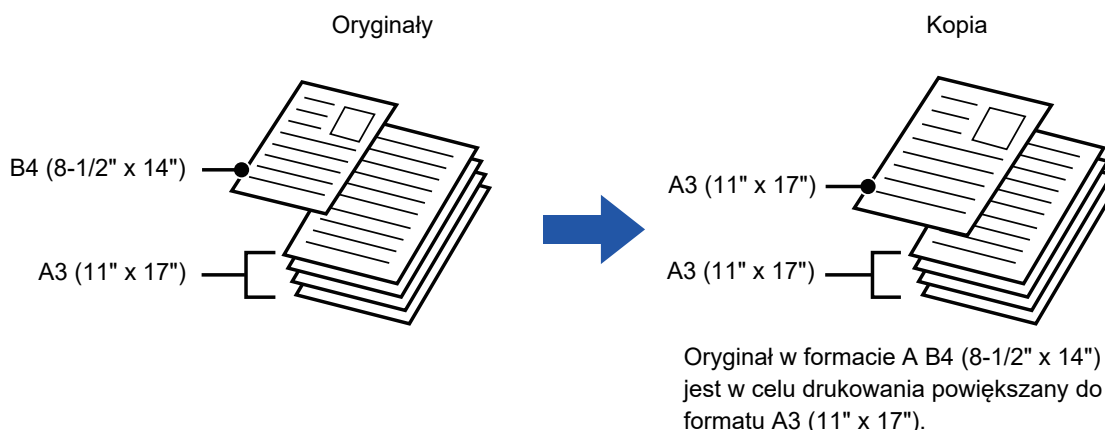 Oryginały
B4 (8-1/2" x 14")
A3 (11" x 17")
Kopia
A3 (11" x 17")
A3 (11" x 17")
Oryginał w formacie A B4 (8-1/2" x 14")
jest w celu drukowania powiększany do
formatu A3 (11" x 17").